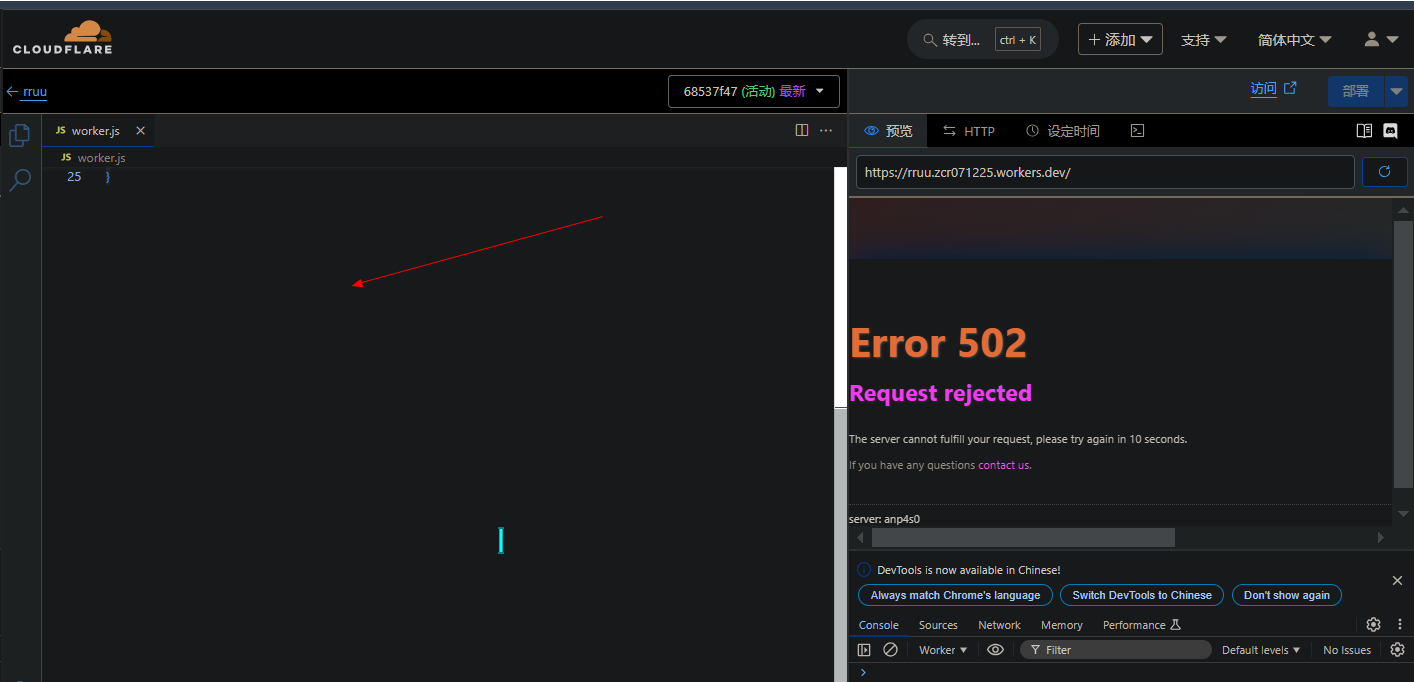 CLOUDFLARE
转到... ctrl + K
添加
支持
简体中文
rruu
68537f47 (活动) 最新
访问
部署
JS worker.js
预览
HTTP
设定时间
JS worker.js
25 }
https://rruu.zcr071225.workers.dev/
Error 502
Request rejected
The server cannot fulfill your request, please try again in 10 seconds.
If you have any questions contact us.
server: anp4s0
DevTools is now available in Chinese!
Always match Chrome's language
Switch DevTools to Chinese
Don't show again
Console
Sources
Network
Memory
Performance
Worker
Filter
Default levels
No Issues